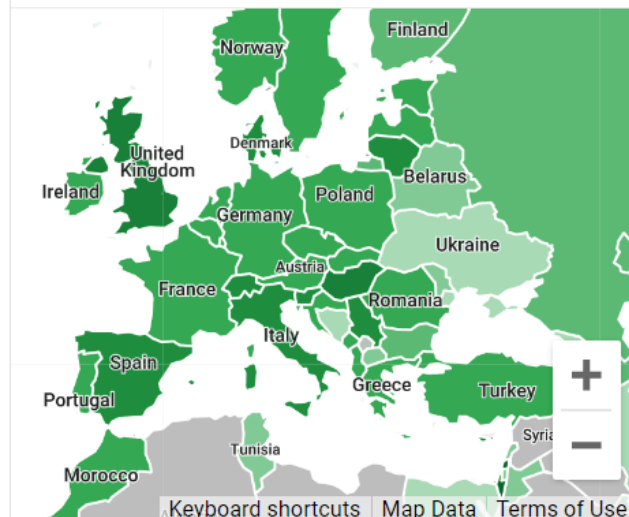 Finland
Norway
Denmark
United
Kingdom
Belarus
Ireland
Poland
Germany
Ukraine
Austria
France
Romania
Italy
Spain
Greece
Turkey
Portugal
Syria
Tunisia
Morocco
Keyboard shortcuts
Map Data
Terms of Use